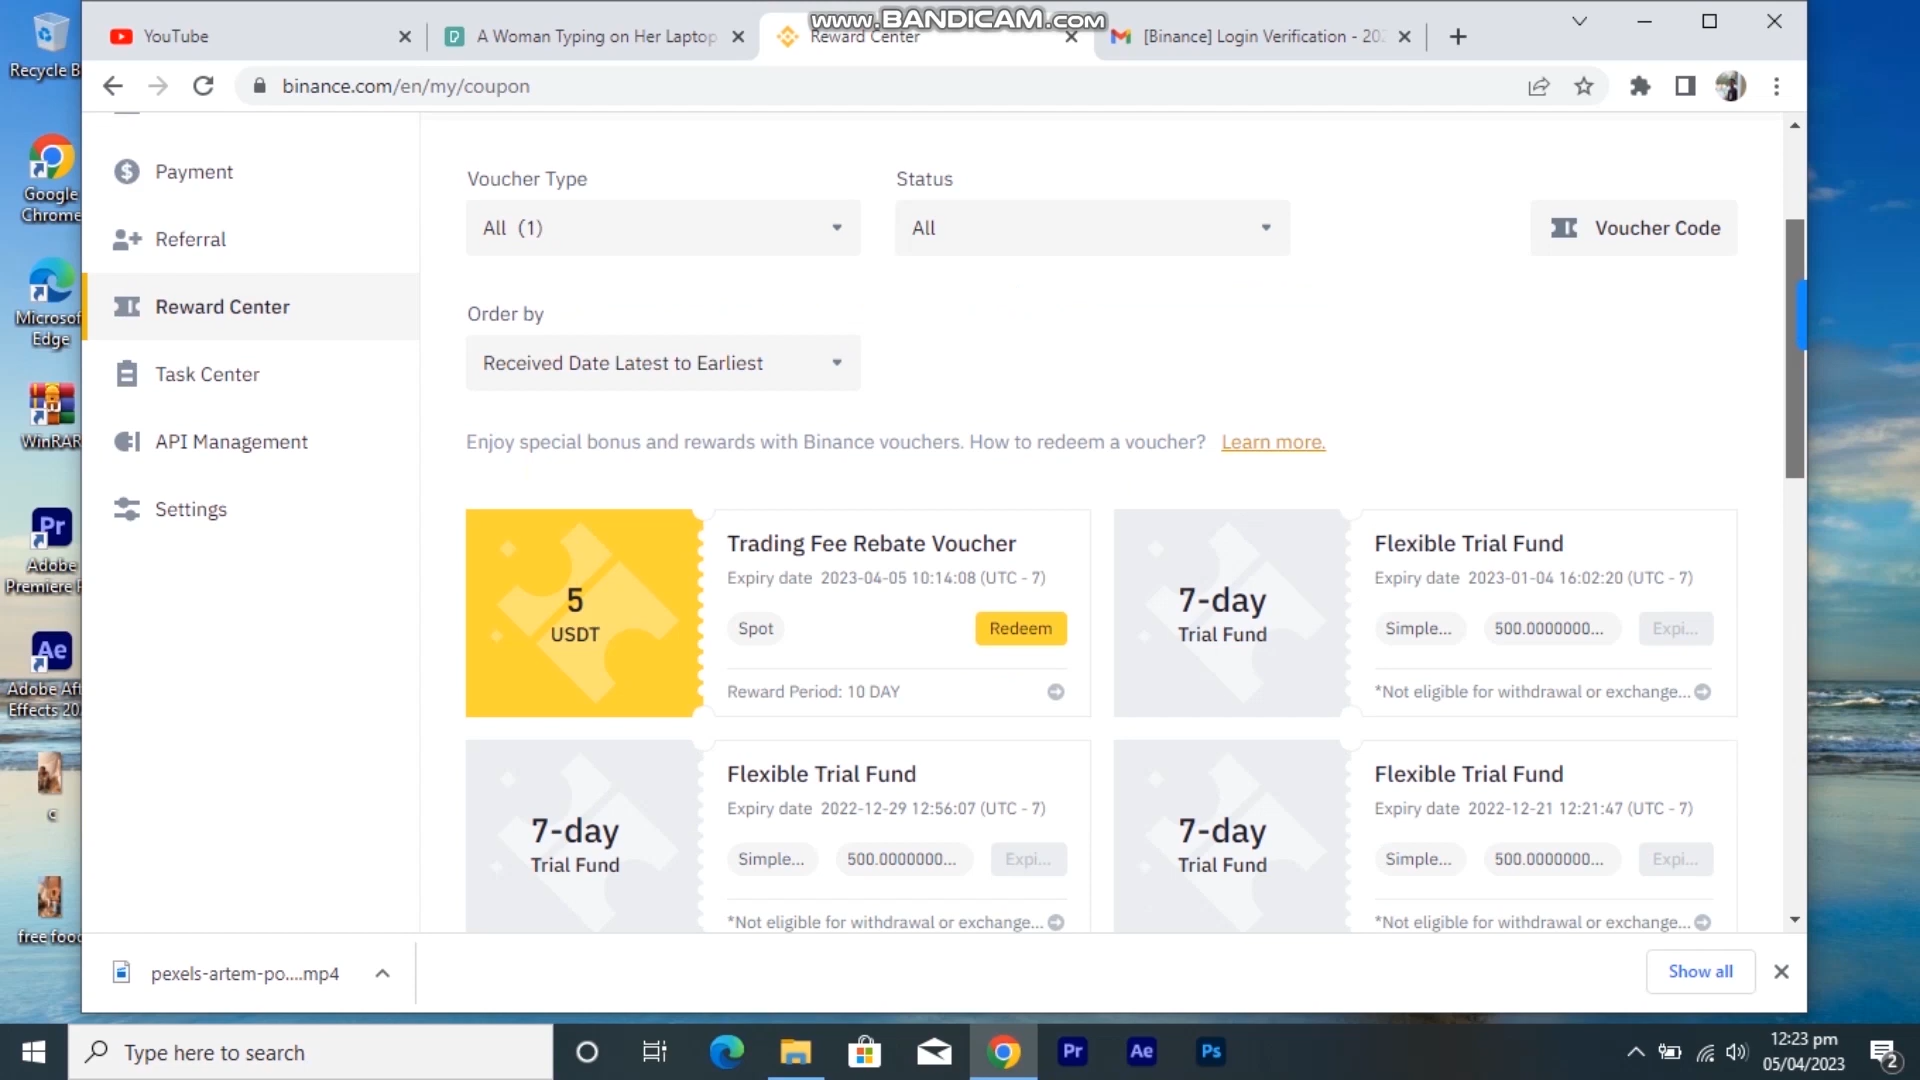 www.BANDICAM.com
YouTube
A Woman Typing on Her Laptop
Reward Center
[Binance] Login Verification - 202
binance.com/en/my/coupon
Recycle B
Google
Chrome
Microsof
Edge
WinRAR
Adobe
Premiere P
Adobe Aft
Effects 20
c
free food
Payment
Referral
Reward Center
Task Center
API Management
Settings
Voucher Type
Status
All (1)
All
Voucher Code
Order by
Received Date Latest to Earliest
Enjoy special bonus and rewards with Binance vouchers. How to redeem a voucher? Learn more.
5
USDT
Trading Fee Rebate Voucher
Expiry date 2023-04-05 10:14:08 (UTC - 7)
Spot
Redeem
Reward Period: 10 DAY
7-day
Trial Fund
Flexible Trial Fund
Expiry date 2023-01-04 16:02:20 (UTC - 7)
Simple...
500.0000000...
Expi...
*Not eligible for withdrawal or exchange...
7-day
Trial Fund
Flexible Trial Fund
Expiry date 2022-12-29 12:56:07 (UTC - 7)
Simple...
500.0000000...
Expi...
*Not eligible for withdrawal or exchange...
7-day
Trial Fund
Flexible Trial Fund
Expiry date 2022-12-21 12:21:47 (UTC - 7)
Simple...
500.0000000...
Expi...
*Not eligible for withdrawal or exchange...
pexels-artem-po....mp4
Show all
Type here to search
Pr
Ae
Ps
12:23 pm
05/04/2023
2